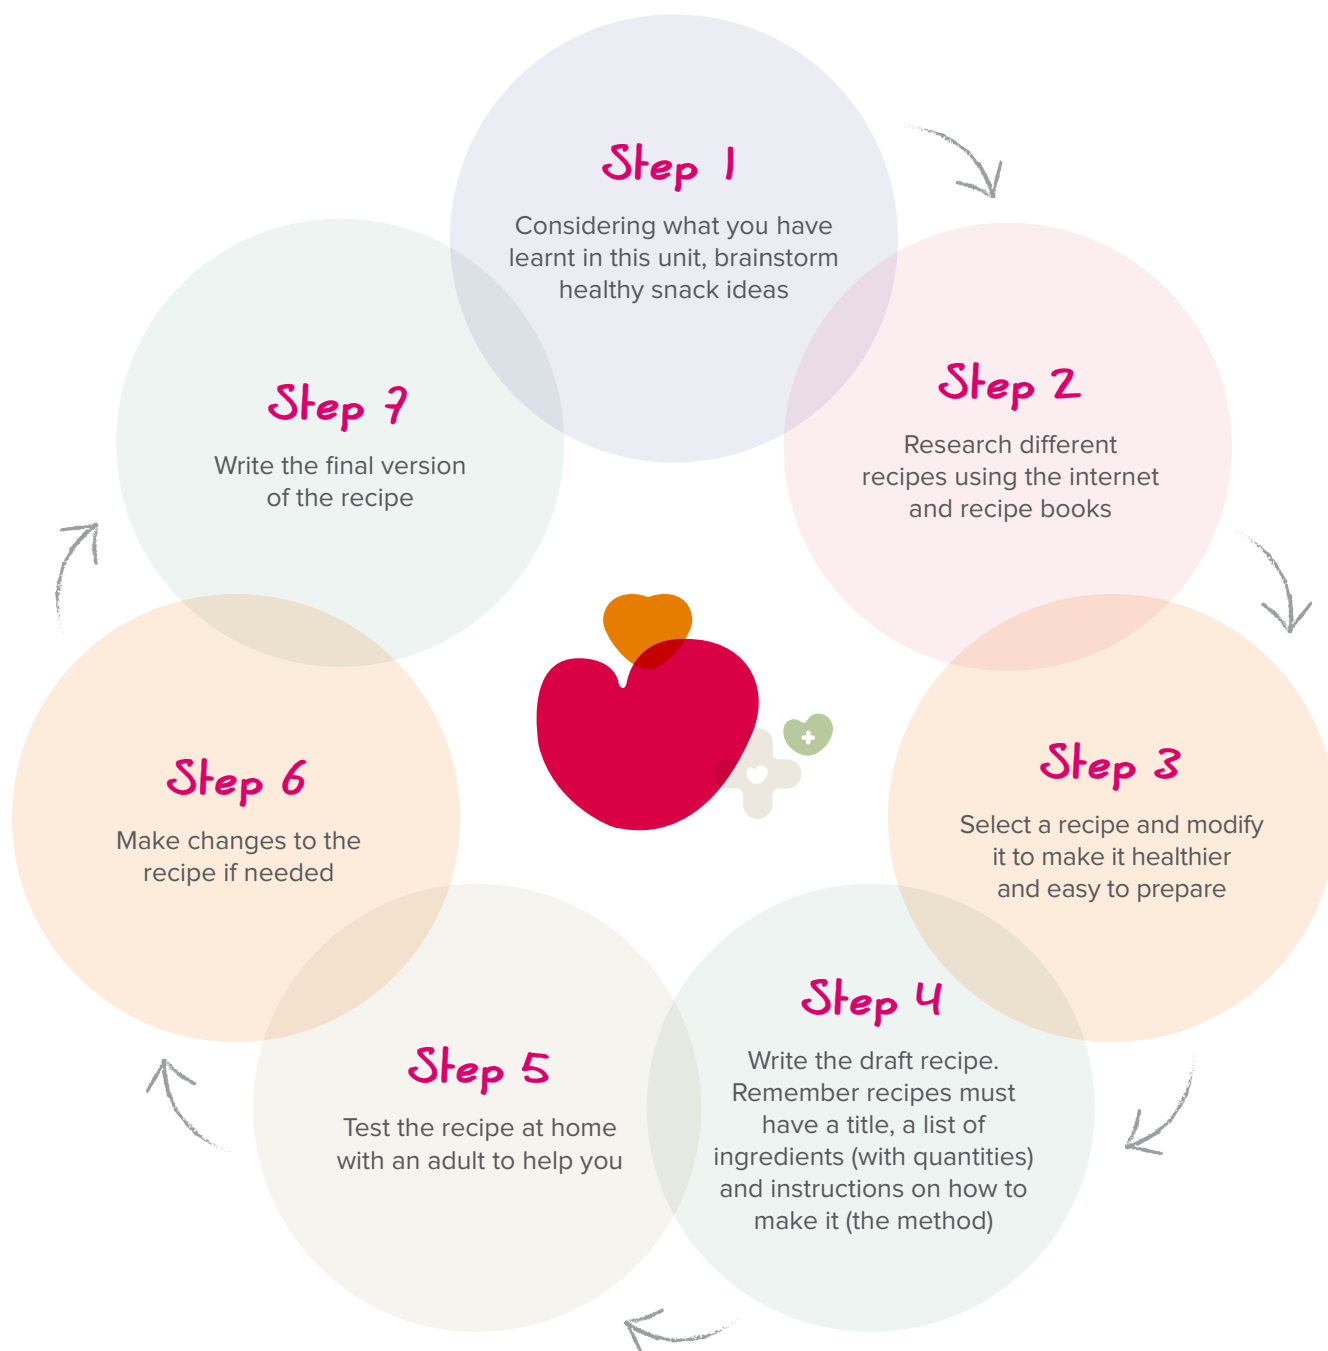 Step 1
Considering what you have
learnt in this unit, brainstorm
healthy snack ideas
Step 2
Research different
recipes using the internet
and recipe books
Step 3
Select a recipe and modify
it to make it healthier
and easy to prepare
Step 4
Write the draft recipe.
Remember recipes must
have a title, a list of
ingredients (with quantities)
and instructions on how to
make it (the method)
Step 5
Test the recipe at home
with an adult to help you
Step 6
Make changes to the
recipe if needed
Step 7
Write the final version
of the recipe